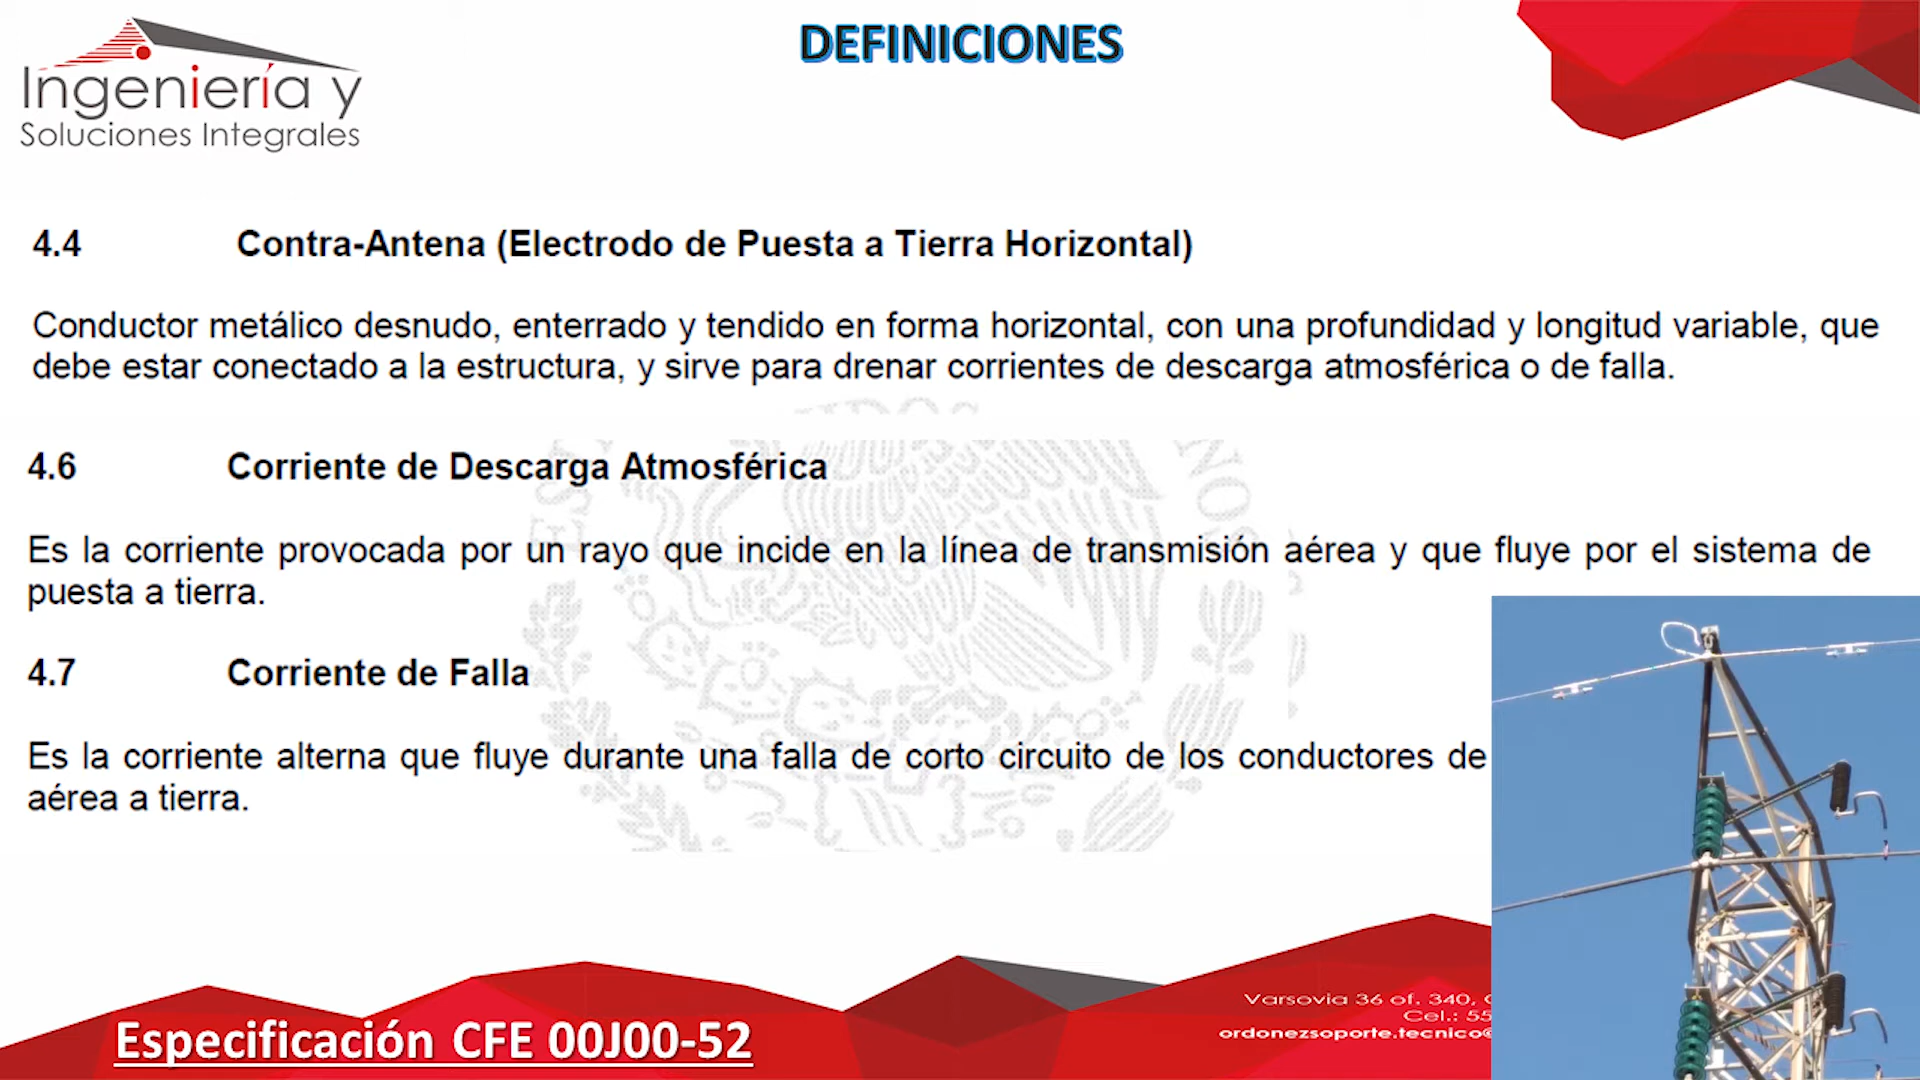 DEFINICIONES
Ingeniería y
Soluciones Integrales
4.4 Contra-Antena (Electrodo de Puesta a Tierra Horizontal)
Conductor metálico desnudo, enterrado y tendido en forma horizontal, con una profundidad y longitud variable, que
debe estar conectado a la estructura, y sirve para drenar corrientes de descarga atmosférica o de falla.
4.6 Corriente de Descarga Atmosférica
Es la corriente provocada por un rayo que incide en la línea de transmisión aérea y que fluye por el sistema de
puesta a tierra.
4.7 Corriente de Falla
Es la corriente alterna que fluye durante una falla de corto circuito de los conductores de
aérea a tierra.
Varsovia 36 of. 340,
Cel.: 55
ordonezsoporte.tecnico
Especificación CFE 00J00-52